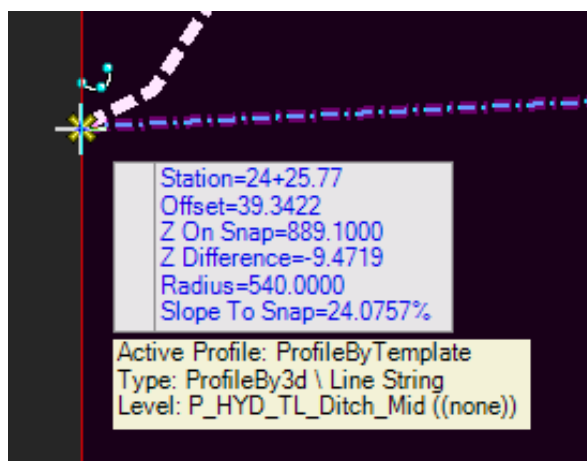 Station=24+25.77
Offset=39.3422
Z On Snap=889.1000
Z Difference=-9.4719
Radius=540.0000
Slope To Snap=24.0757%
Active Profile: ProfileByTemplate
Type: ProfileBy3d \ Line String
Level: P_HYD_TL_Ditch_Mid ((none))